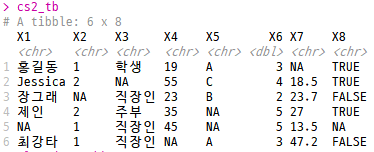 > cs2_tb
# A tibble: 6 x 8
X1 X2 X3 X4 X5 X6 X7 X8
<chr> <chr> <chr> <chr> <chr> <dbl> <chr> <chr>
1 홍길동 1 학생 19 A 3 NA TRUE
2 Jessica 2 NA 55 C 4 18.5 TRUE
3 장그래 NA 직장인 23 B 2 23.7 FALSE
4 제인 2 주부 35 NA 5 27 TRUE
5 NA 1 직장인 45 NA 5 13.5 NA
6 최강타 1 직장인 NA A 3 47.2 FALSE